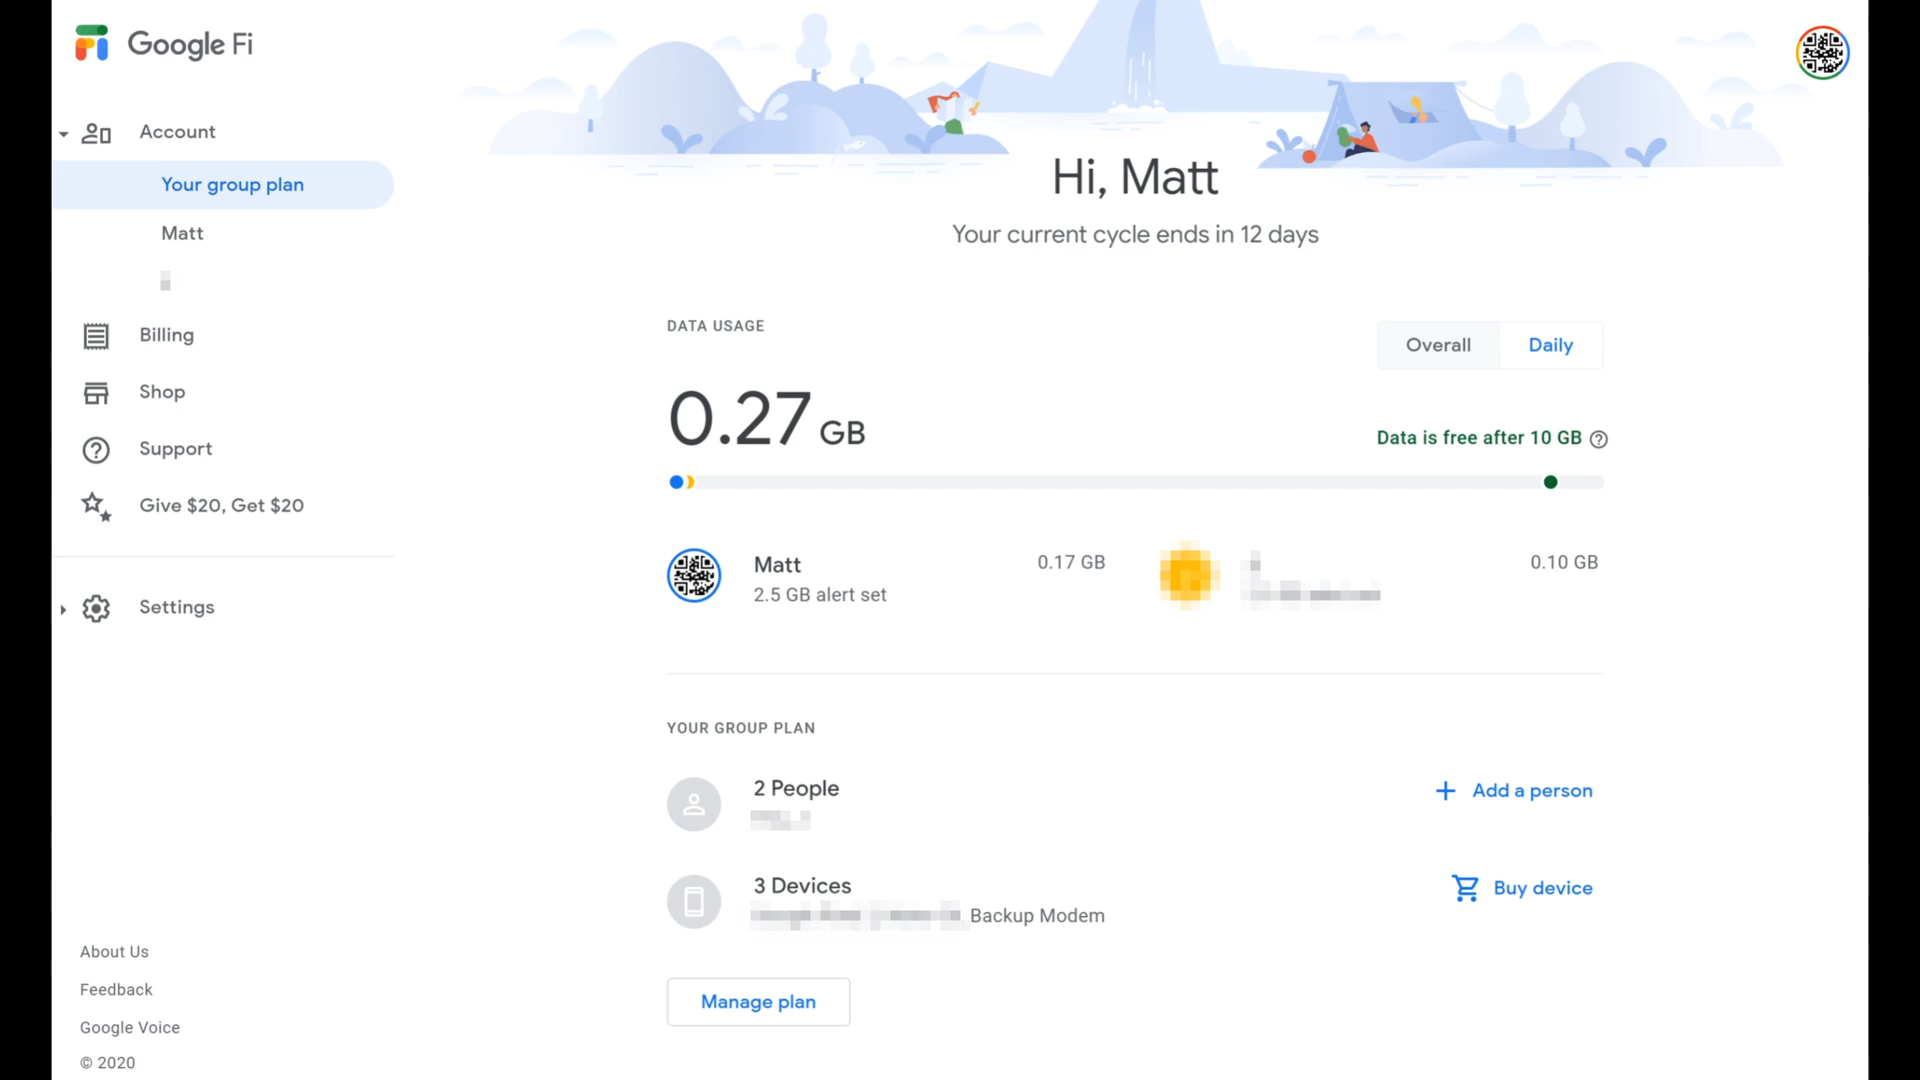 Google Fi
Account
Your group plan
Matt
Billing
Shop
Support
Give $20, Get $20
Settings
About Us
Feedback
Google Voice
© 2020
Hi, Matt
Your current cycle ends in 12 days
DATA USAGE
Overall
Daily
0.27 GB
Data is free after 10 GB
Matt
0.17 GB
2.5 GB alert set
0.10 GB
YOUR GROUP PLAN
2 People
Add a person
3 Devices
Backup Modem
Buy device
Manage plan